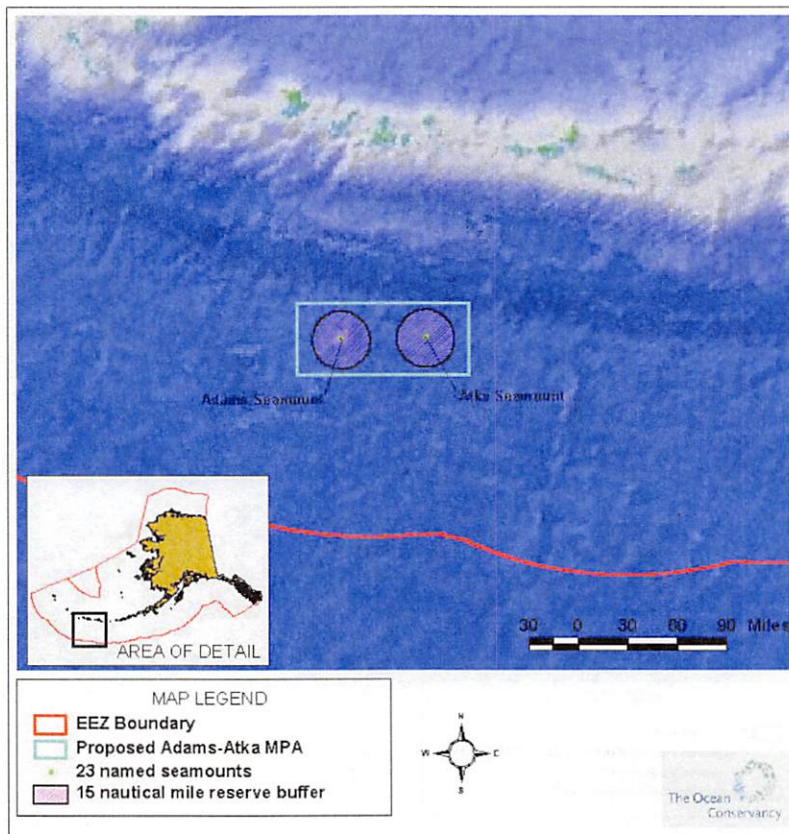 Adams Seamount
Atka Seamount
AREA OF DETAIL
30 0 30 60 90 Miles
MAP LEGEND
EEZ Boundary
Proposed Adams-Atka MPA
23 named seamounts
15 nautical mile reserve buffer
N
W E
S
The Ocean
Conservancy